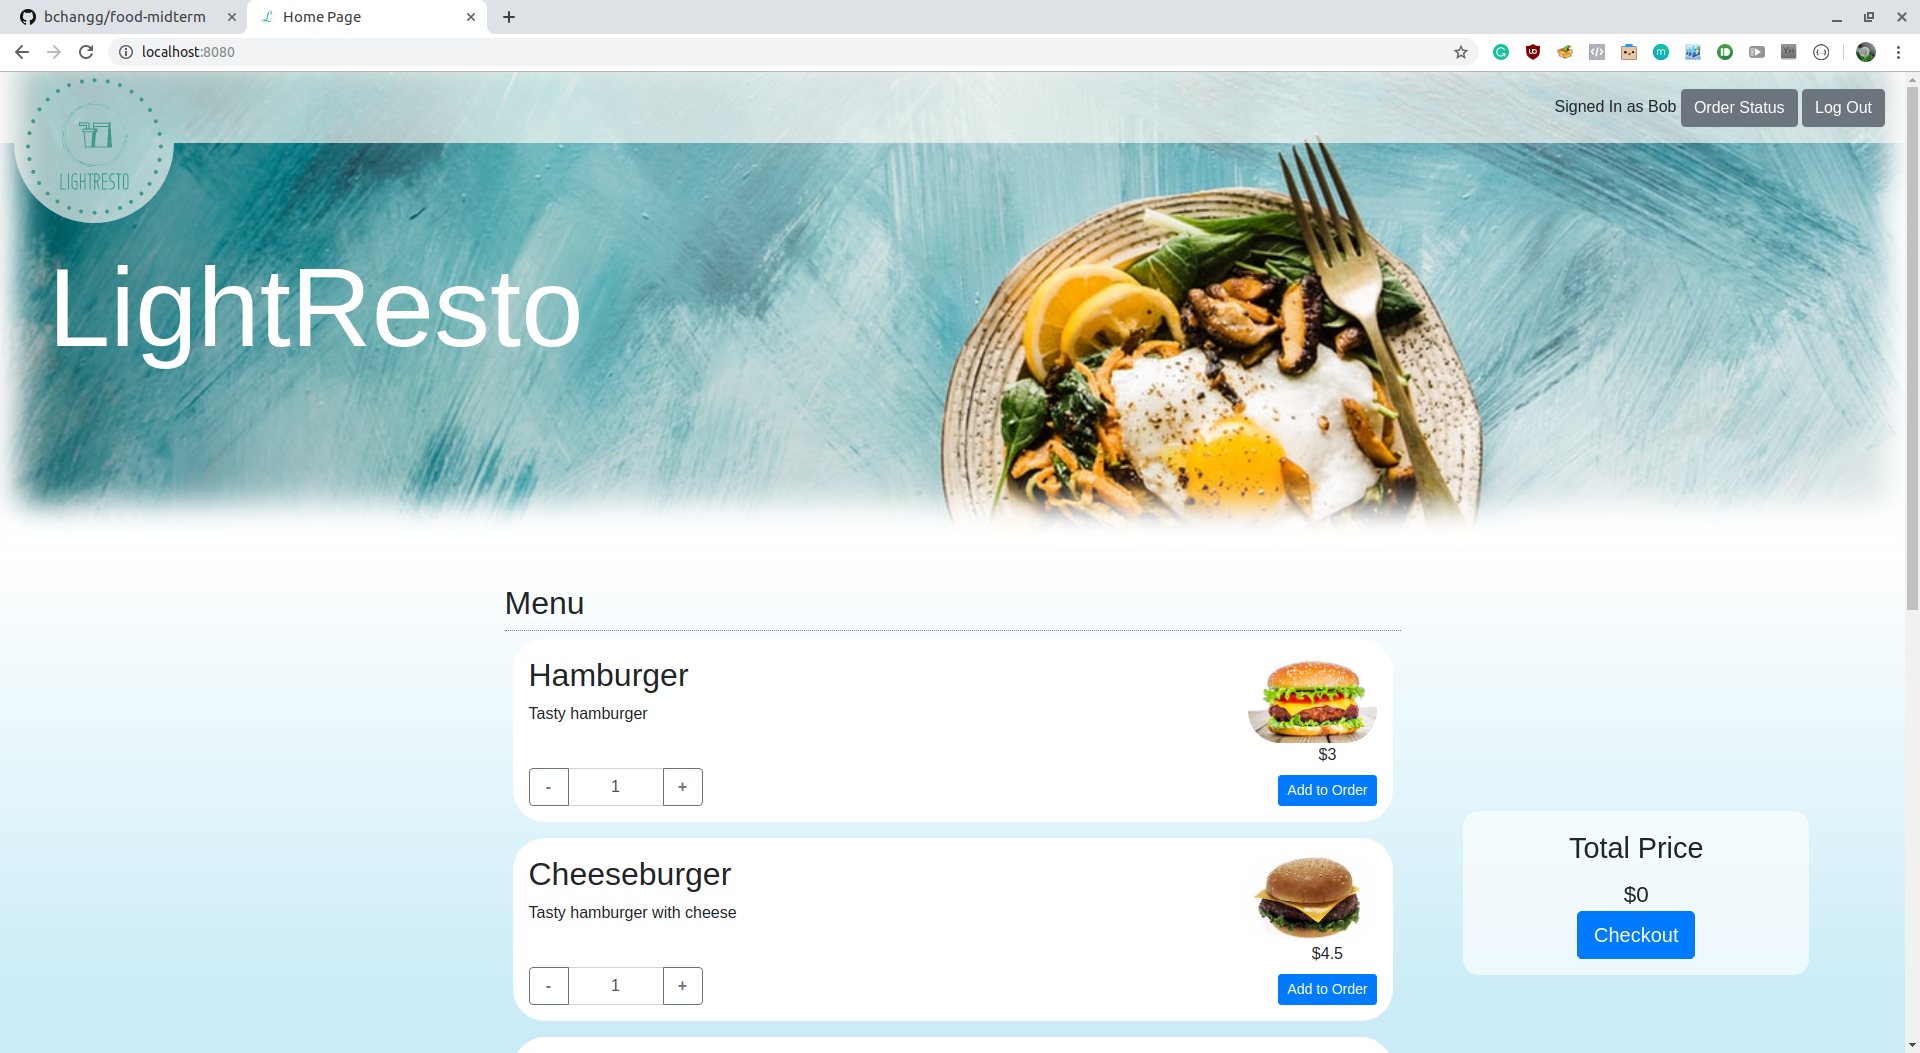 bchangg/food-midterm
Home Page
localhost:8080
Signed In as Bob
Order Status
Log Out
LIGHTRESTO
LightResto
Menu
Hamburger
Tasty hamburger
$3
- 1 +
Add to Order
Cheeseburger
Tasty hamburger with cheese
$4.5
- 1 +
Add to Order
Total Price
$0
Checkout